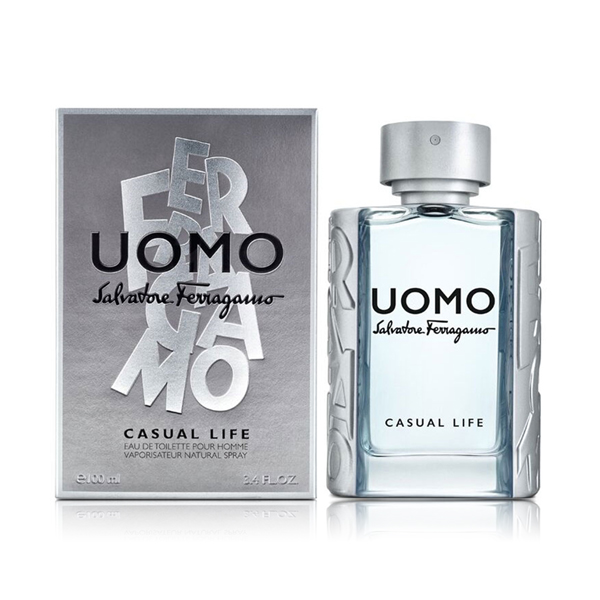 FERRAGAMO
UOMO
Salvatore Ferragamo
CASUAL LIFE
EAU DE TOILETTE POUR HOMME
VAPORISATEUR NATURAL SPRAY
e100 ml 3.4 FL.OZ.
UOMO
Salvatore Ferragamo
CASUAL LIFE